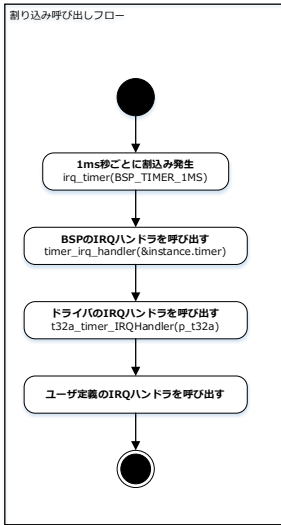 割り込み呼び出しフロー
1ms秒ごとに割込み発生
irq_timer(BSP_TIMER_1MS)
BSPのIRQハンドラを呼び出す
timer_irq_handler(&instance.timer)
ドライバのIRQハンドラを呼び出す
t32a_timer_IRQHandler(p_t32a)
ユーザ定義のIRQハンドラを呼び出す